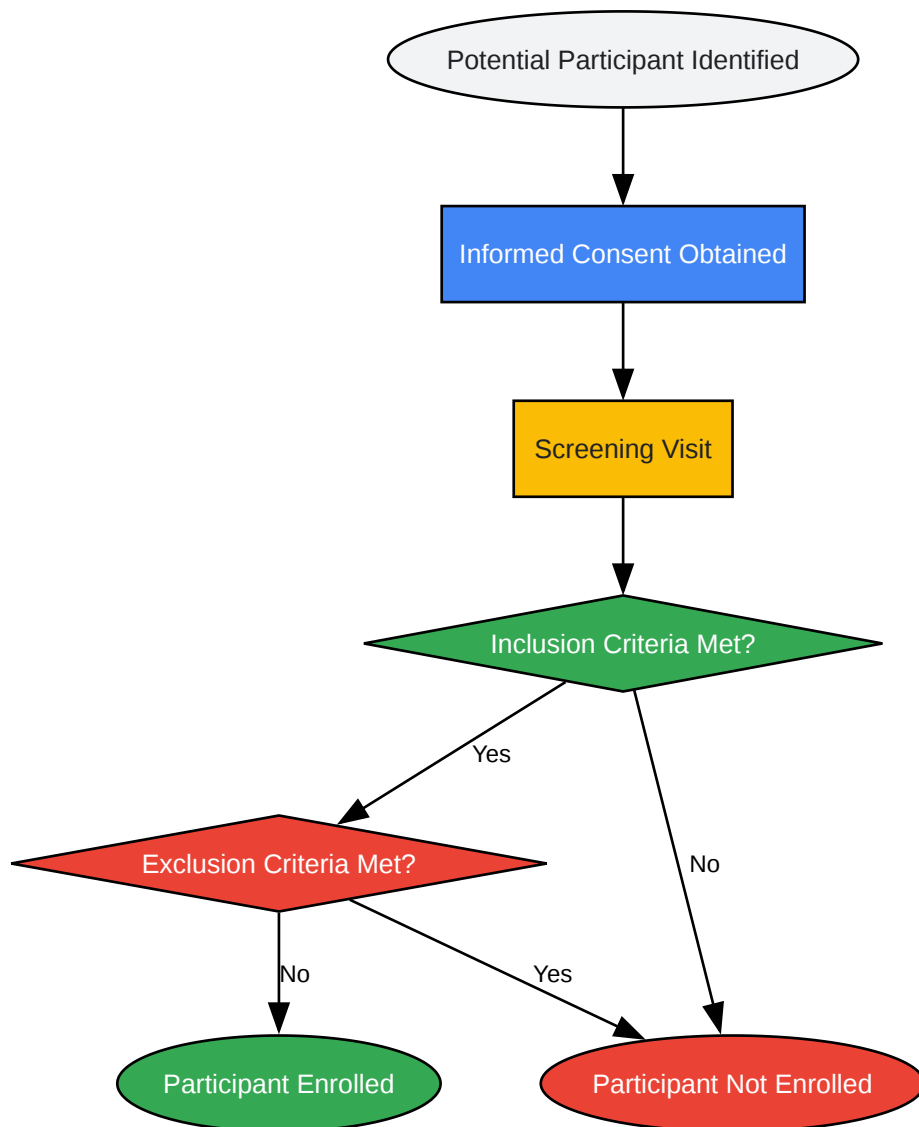 Potential Participant Identified
Informed Consent Obtained
Screening Visit
Inclusion Criteria Met?
Yes
Exclusion Criteria Met?
No
No
Yes
Participant Enrolled
Participant Not Enrolled